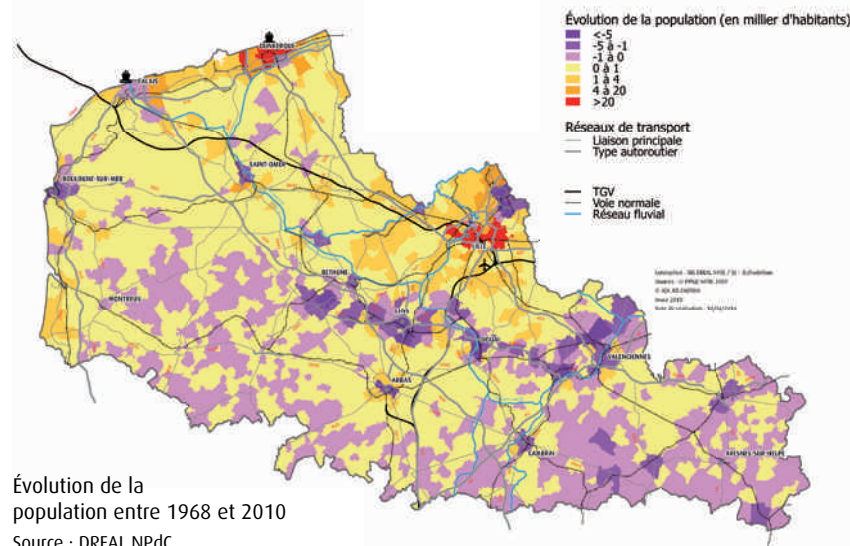 Évolution de la population (en millier d'habitants)
<-5
-5 à -1
-1 à 0
0 à 1
1 à 4
4 à 20
>20
Réseaux de transport
Liaison principale
Type autoroutier
TGV
Voie normale
Réseau fluvial
DUNKERQUE
CALAIS
SAINT-OMER
BOULOGNE-SUR-MER
LILLE
BETHUNE
LENS
MONTREUIL
DOUAI
VALENCIENNES
ARRAS
CAMBRAI
AVESNES-SUR-HELPE
Évolution de la
population entre 1968 et 2010
Source : DREAL NPdC